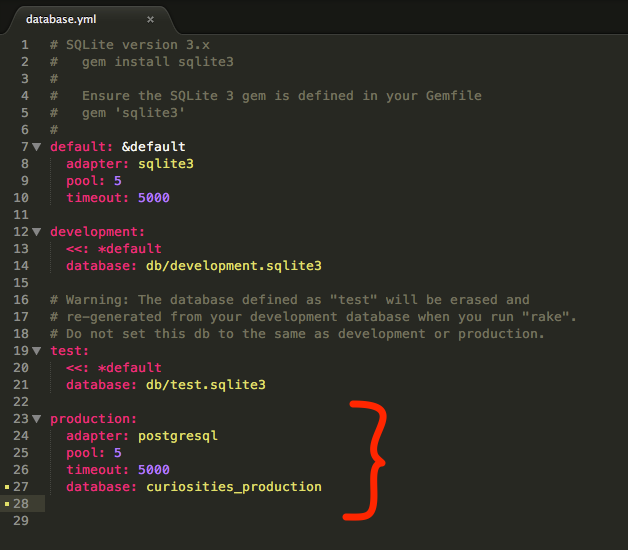 database.yml ×
1 # SQLite version 3.x
2 #   gem install sqlite3
3 #
4 #   Ensure the SQLite 3 gem is defined in your Gemfile
5 #   gem 'sqlite3'
6 #
7 default: &default
8   adapter: sqlite3
9   pool: 5
10   timeout: 5000
11
12 development:
13   <<: *default
14   database: db/development.sqlite3
15
16 # Warning: The database defined as "test" will be erased and
17 # re-generated from your development database when you run "rake".
18 # Do not set this db to the same as development or production.
19 test:
20   <<: *default
21   database: db/test.sqlite3
22
23 production:
24   adapter: postgresql
25   pool: 5
26   timeout: 5000
27   database: curiosities_production
28
29